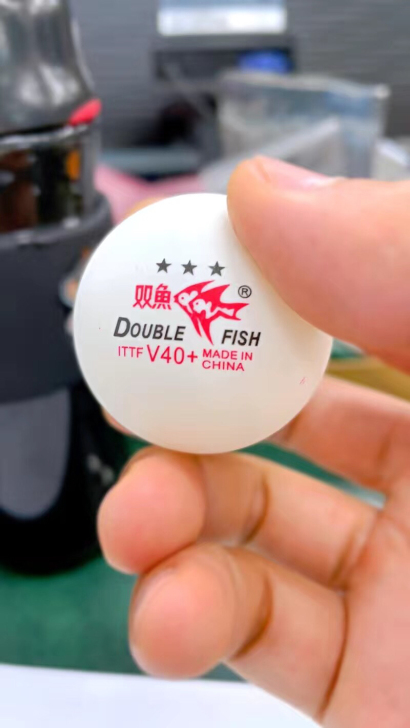 ★ ★ ★
双魚 ®
DOUBLE FISH
ITTF V40+ MADE IN
CHINA